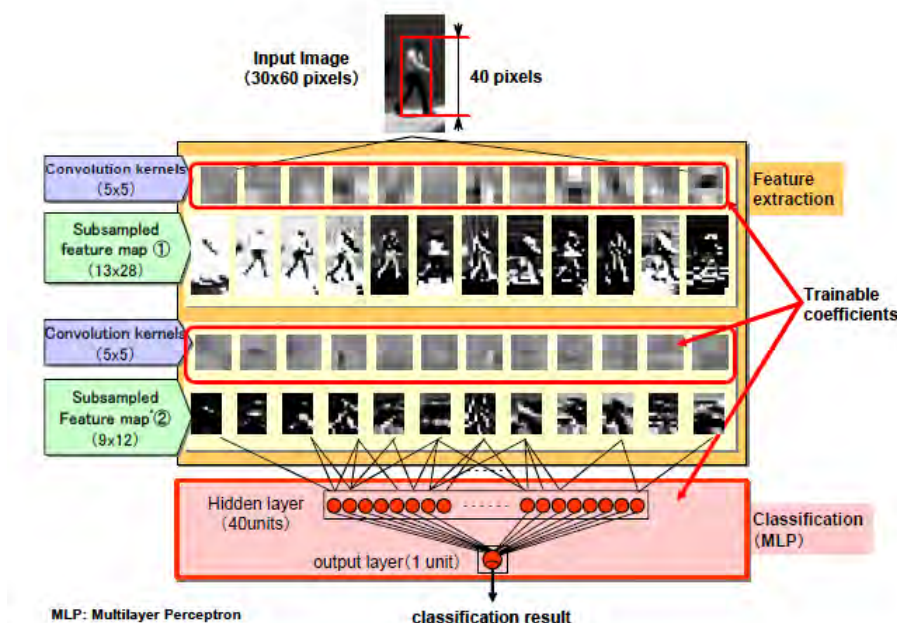 Input Image
(30x60 pixels)
40 pixels
Convolution kernels
(5x5)
Feature
extraction
Subsampled
feature map ①
(13x28)
Trainable
coefficients
Convolution kernels
(5x5)
Subsampled
Feature map ②
(9x12)
Hidden layer
(40units)
Classification
(MLP)
output layer(1 unit)
MLP: Multilayer Perceptron
classification result